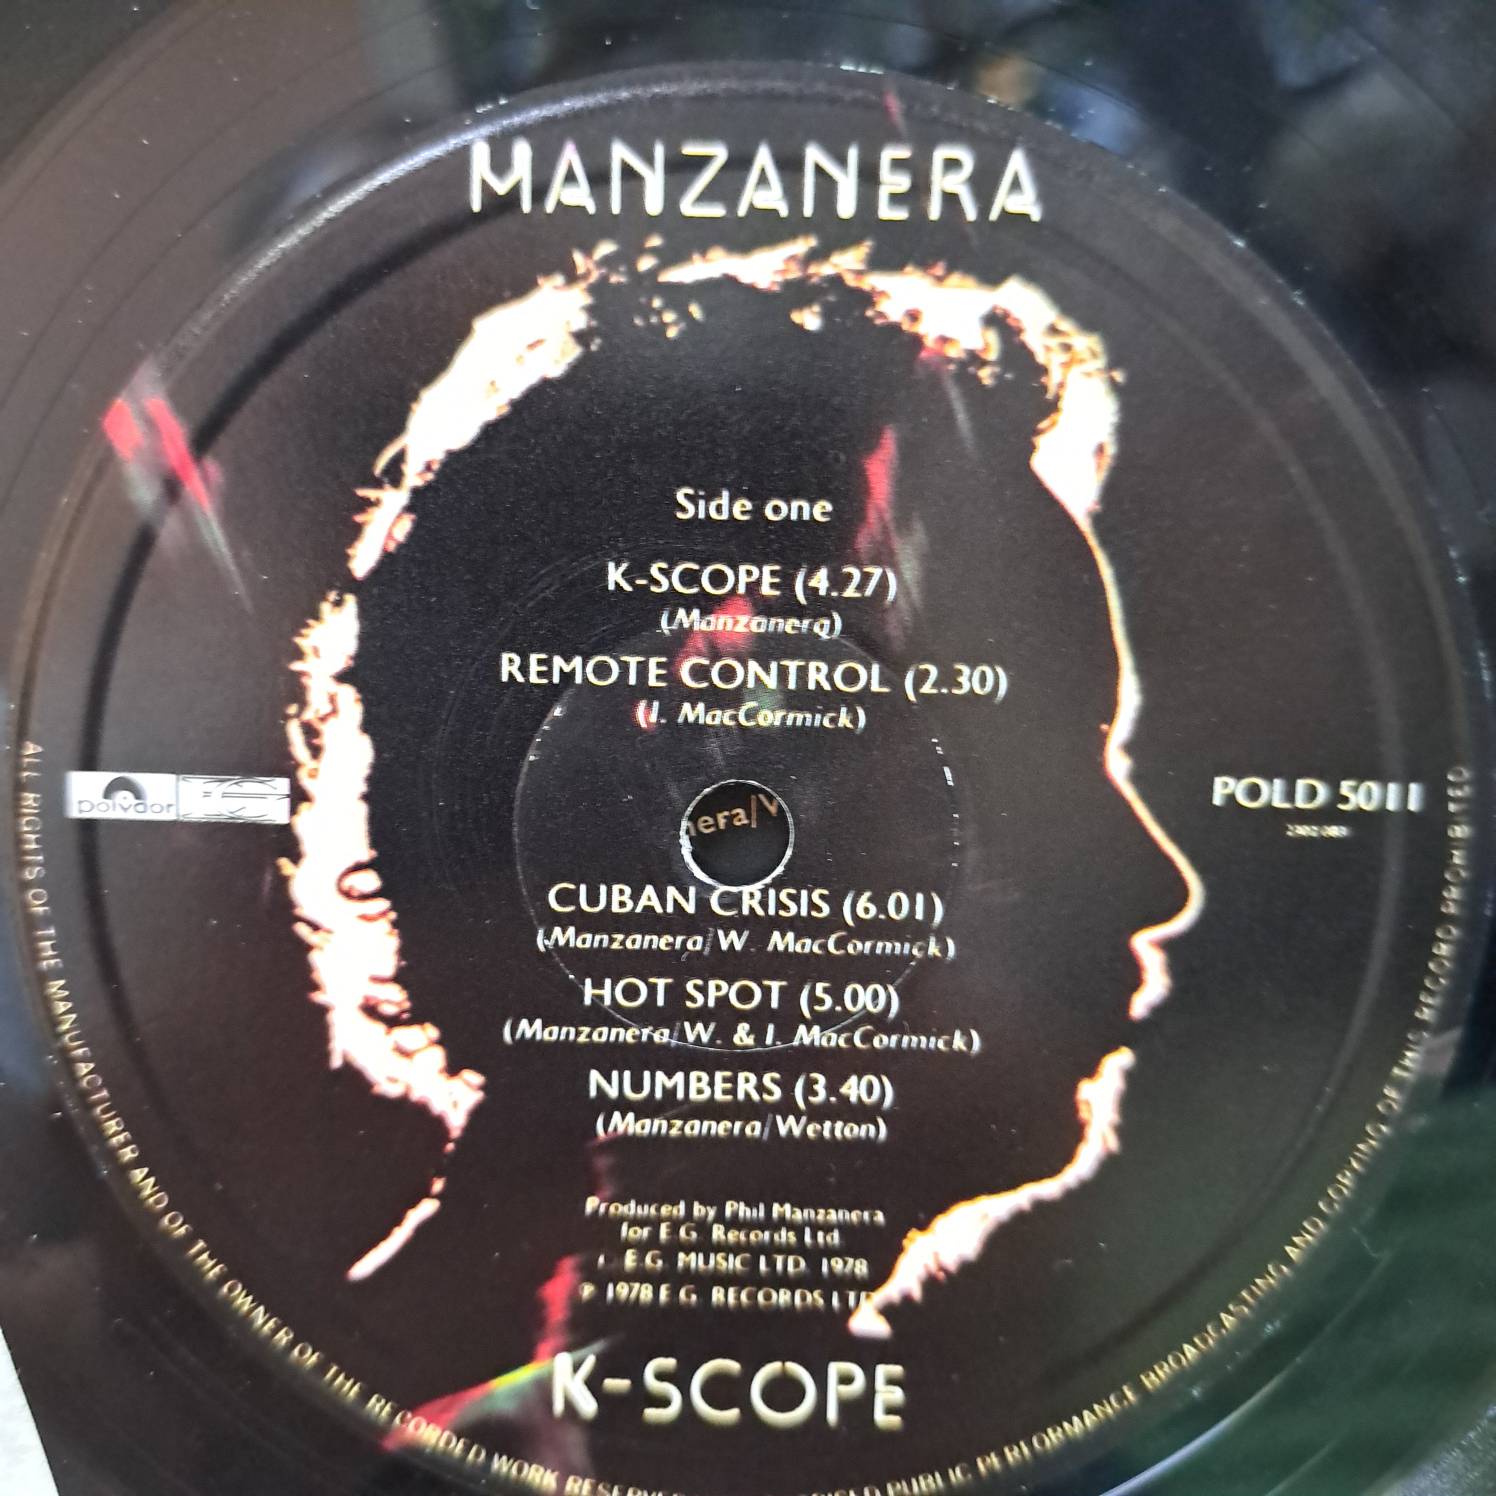 MANZANERA
Side one
K-SCOPE (4.27)
(Manzanera)
REMOTE CONTROL (2.30)
(I. MacCormick)
polydor
POLD 5011
nera/V
CUBAN CRISIS (6.01)
(Manzanera/W. MacCormick)
HOT SPOT (5.00)
(Manzanera/W. & I. MacCormick)
NUMBERS (3.40)
(Manzanera/Wetton)
Produced by Phil Manzanera
for E.G. Records Ltd.
E.G. MUSIC LTD. 1978
℗ 1978 E.G. RECORDS LTD
K-SCOPE
ALL RIGHTS OF THE MANUFACTURER AND OF THE OWNER OF THE RECORDED WORK PUBLIC PERFORMANCE BROADCASTING AND COPYING OF THIS RECORD PROHIBITED